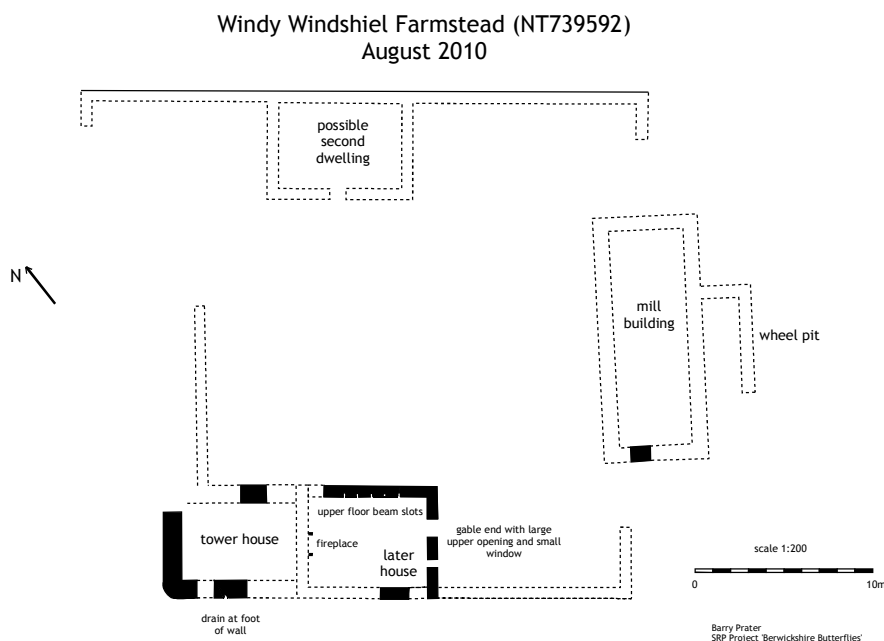 Windy Windshiel Farmstead (NT739592)
August 2010
possible
second
dwelling
N
mill
building
wheel pit
upper floor beam slots
tower house
fireplace
later
house
gable end with large
upper opening and small
window
scale 1:200
0
10m
drain at foot
of wall
Barry Prater
SRP Project 'Berwickshire Butterflies'